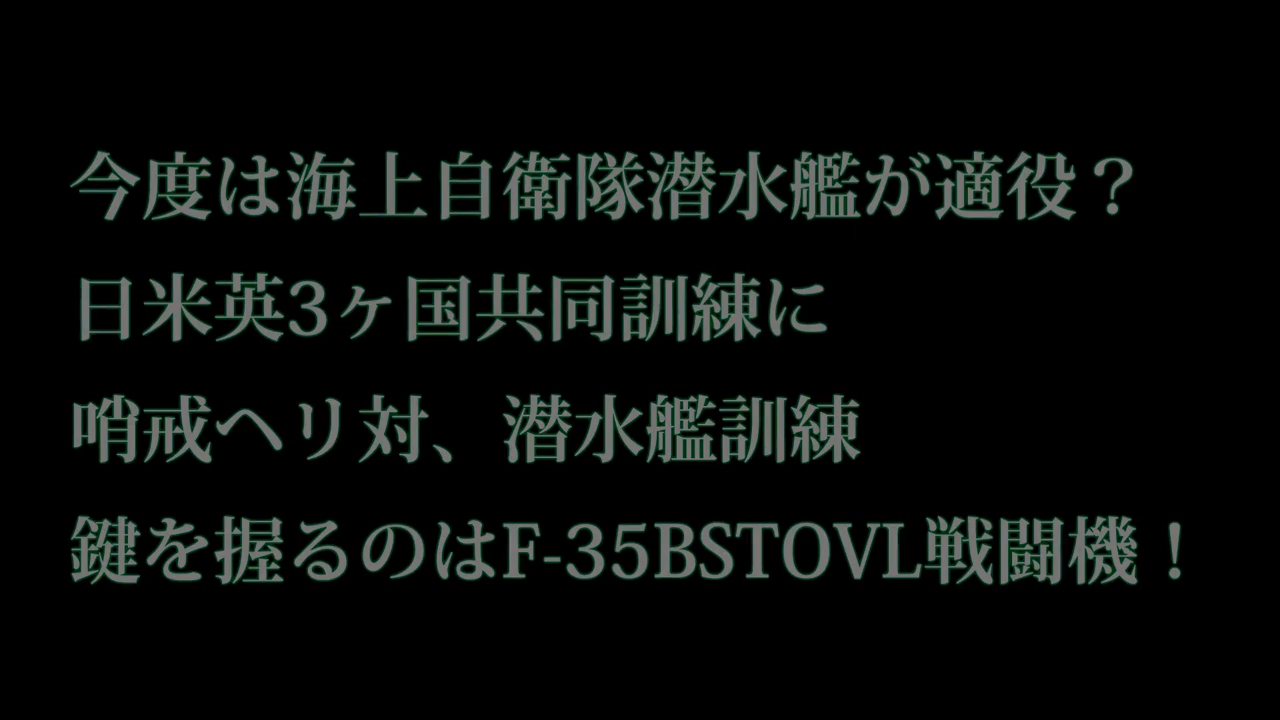 今度は海上自衛隊潜水艦が適役？
日米英3ヶ国共同訓練に
哨戒ヘリ対、潜水艦訓練
鍵を握るのはF-35BSTOVL戦闘機！